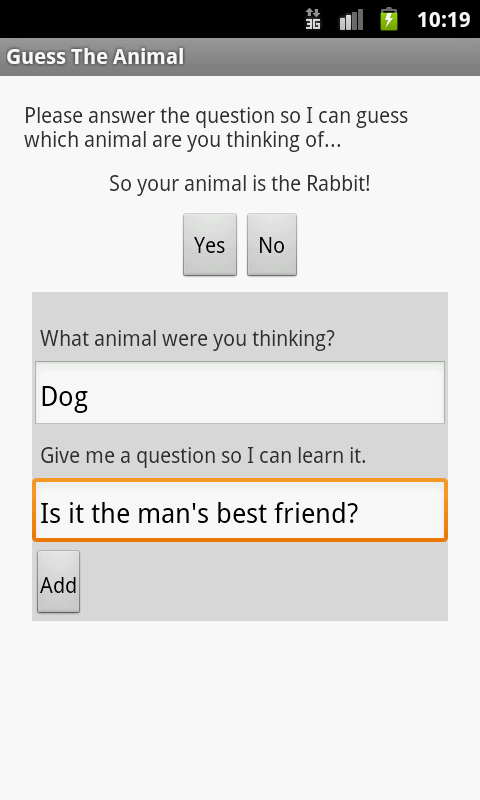 3G 10:19
Guess The Animal
Please answer the question so I can guess
which animal are you thinking of...
So your animal is the Rabbit!
Yes No
What animal were you thinking?
Dog
Give me a question so I can learn it.
Is it the man's best friend?
Add